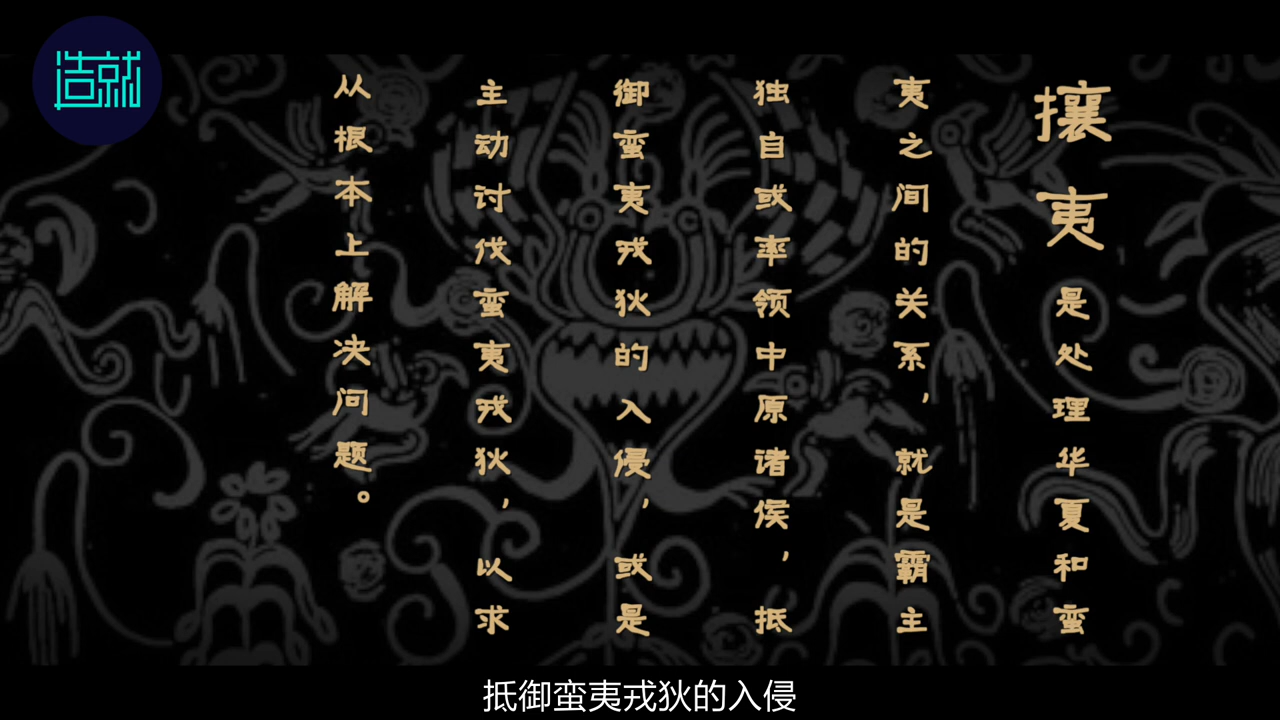 造就
攘夷是处理华夏和蛮
夷之间的关系，就是霸主
独自或率领中原诸侯，抵
御蛮夷戎狄的入侵，或是
主动讨伐蛮夷戎狄，以求
从根本上解决问题。
抵御蛮夷戎狄的入侵